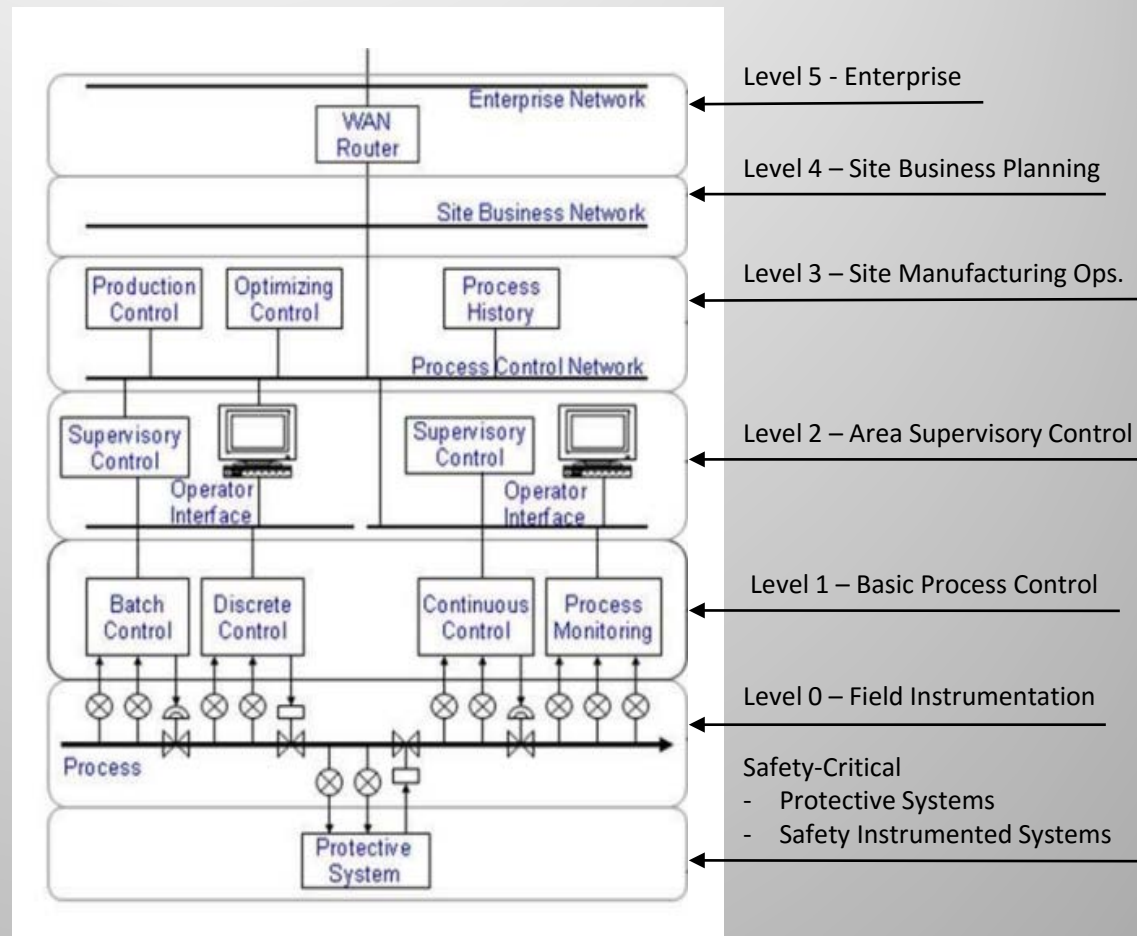 Enterprise Network
WAN
Router
Site Business Network
Production
Control
Optimizing
Control
Process
History
Process Control Network
Supervisory
Control
Operator
Interface
Supervisory
Control
Operator
Interface
Batch
Control
Discrete
Control
Continuous
Control
Process
Monitoring
Process
Protective
System
Level 5 - Enterprise
Level 4 – Site Business Planning
Level 3 – Site Manufacturing Ops.
Level 2 – Area Supervisory Control
Level 1 – Basic Process Control
Level 0 – Field Instrumentation
Safety-Critical
- Protective Systems
- Safety Instrumented Systems